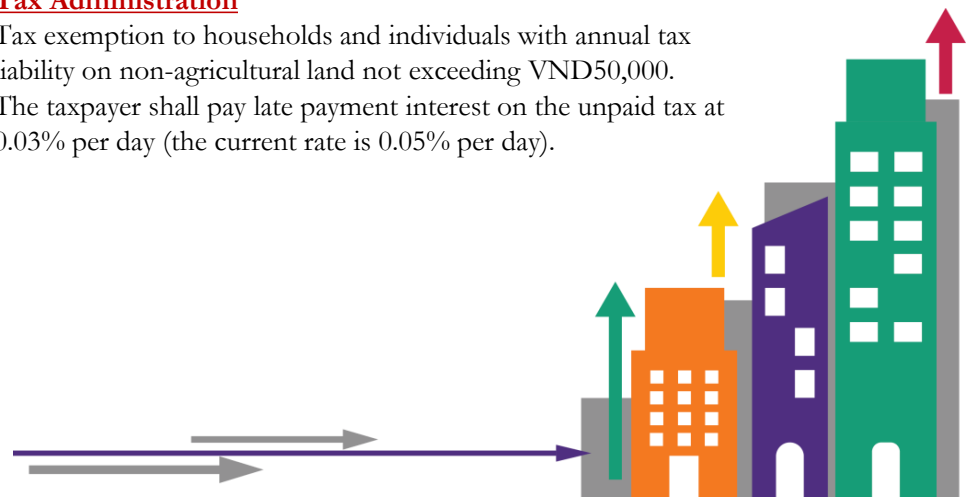 Tax Administration
Tax exemption to households and individuals with annual tax
liability on non-agricultural land not exceeding VND50,000.
The taxpayer shall pay late payment interest on the unpaid tax at
0.03% per day (the current rate is 0.05% per day).